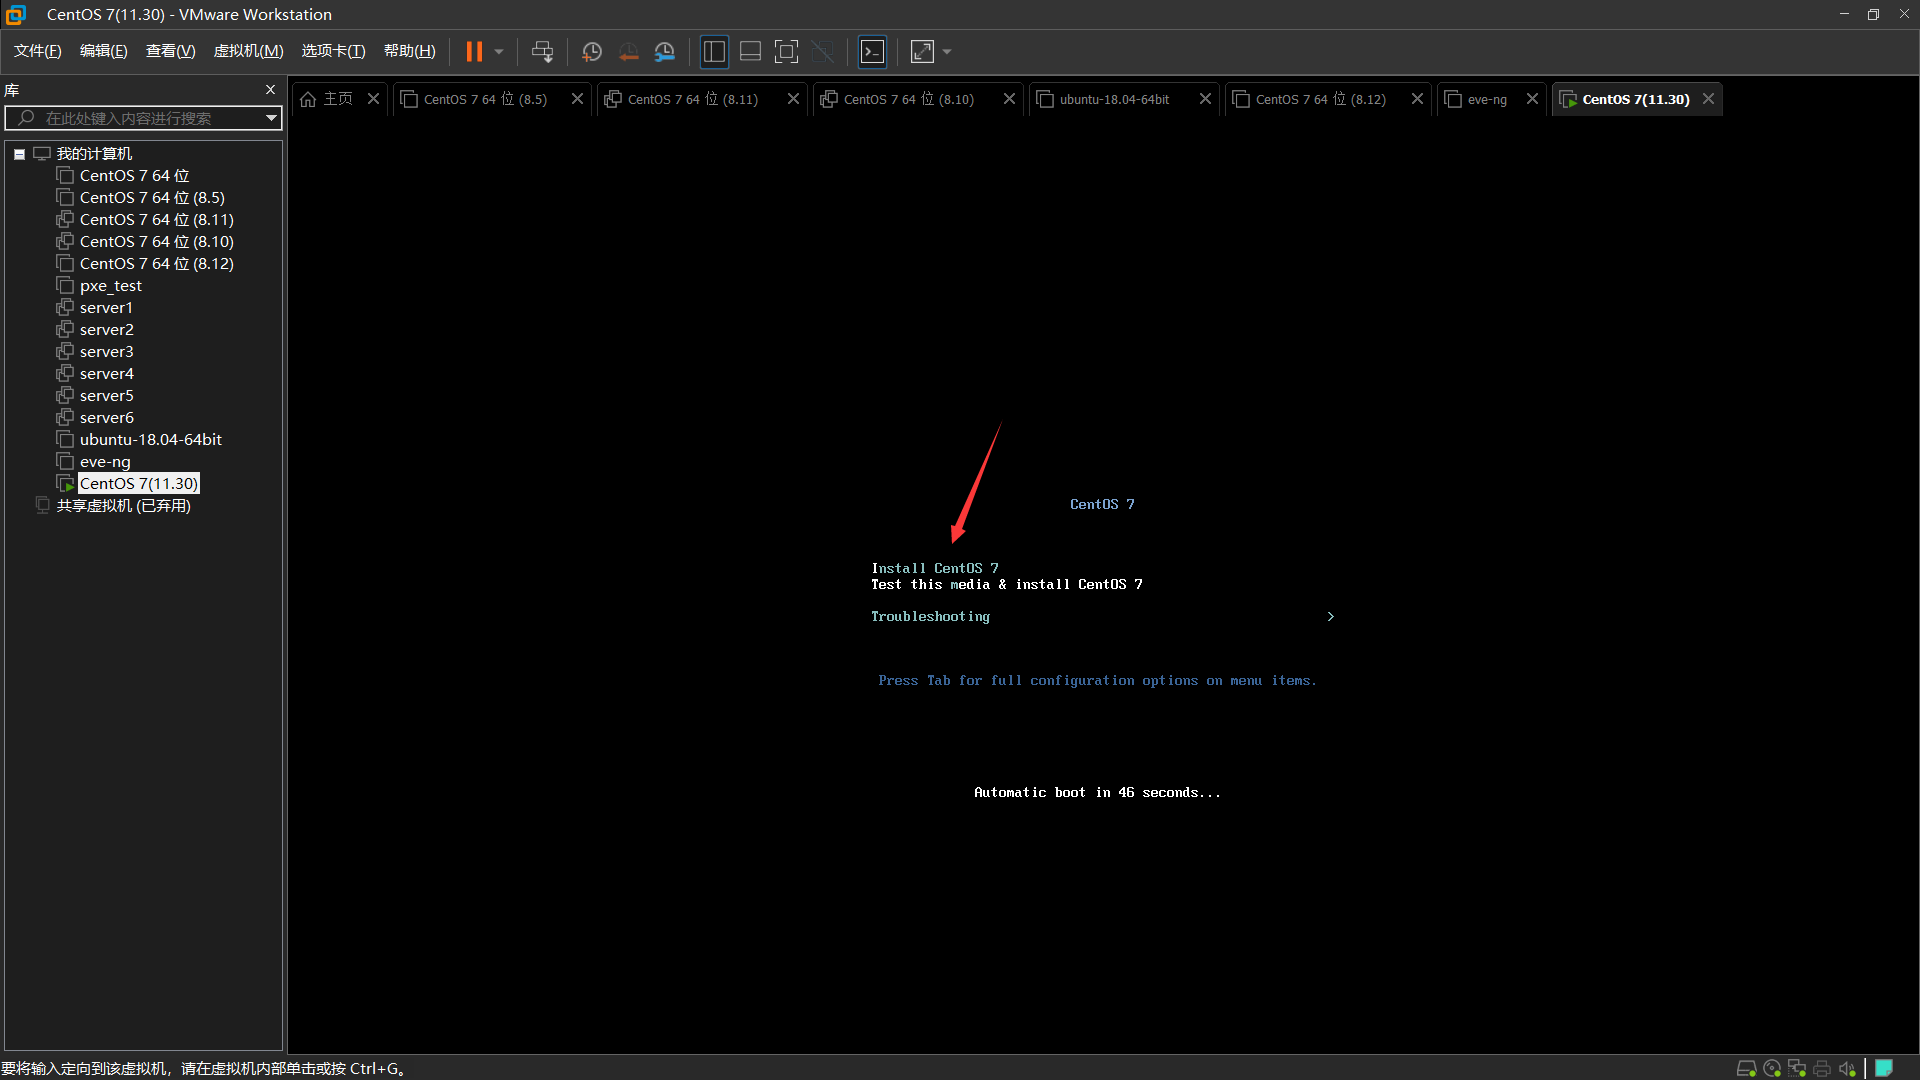 CentOS 7(11.30) - VMware Workstation
文件(F) 编辑(E) 查看(V) 虚拟机(M) 选项卡(T) 帮助(H)
库
在此处键入内容进行搜索
我的计算机
CentOS 7 64 位
CentOS 7 64 位 (8.5)
CentOS 7 64 位 (8.11)
CentOS 7 64 位 (8.10)
CentOS 7 64 位 (8.12)
pxe_test
server1
server2
server3
server4
server5
server6
ubuntu-18.04-64bit
eve-ng
CentOS 7(11.30)
共享虚拟机 (已弃用)
主页 CentOS 7 64 位 (8.5) CentOS 7 64 位 (8.11) CentOS 7 64 位 (8.10) ubuntu-18.04-64bit CentOS 7 64 位 (8.12) eve-ng CentOS 7(11.30)
CentOS 7
Install CentOS 7
Test this media & install CentOS 7
Troubleshooting >
Press Tab for full configuration options on menu items.
Automatic boot in 46 seconds...
要将输入定向到该虚拟机，请在虚拟机内部单击或按 Ctrl+G。